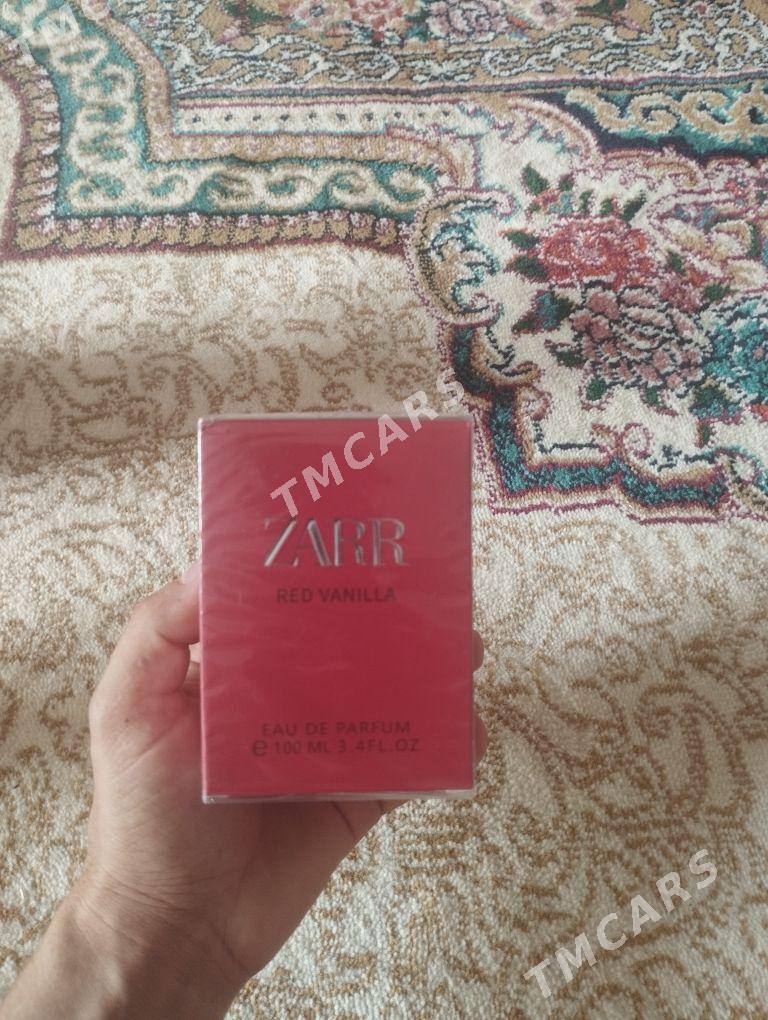 TMCARS
ZARR
RED VANILLA
EAU DE PARFUM
e 100 ML 3.4FL.OZ
TMCARS